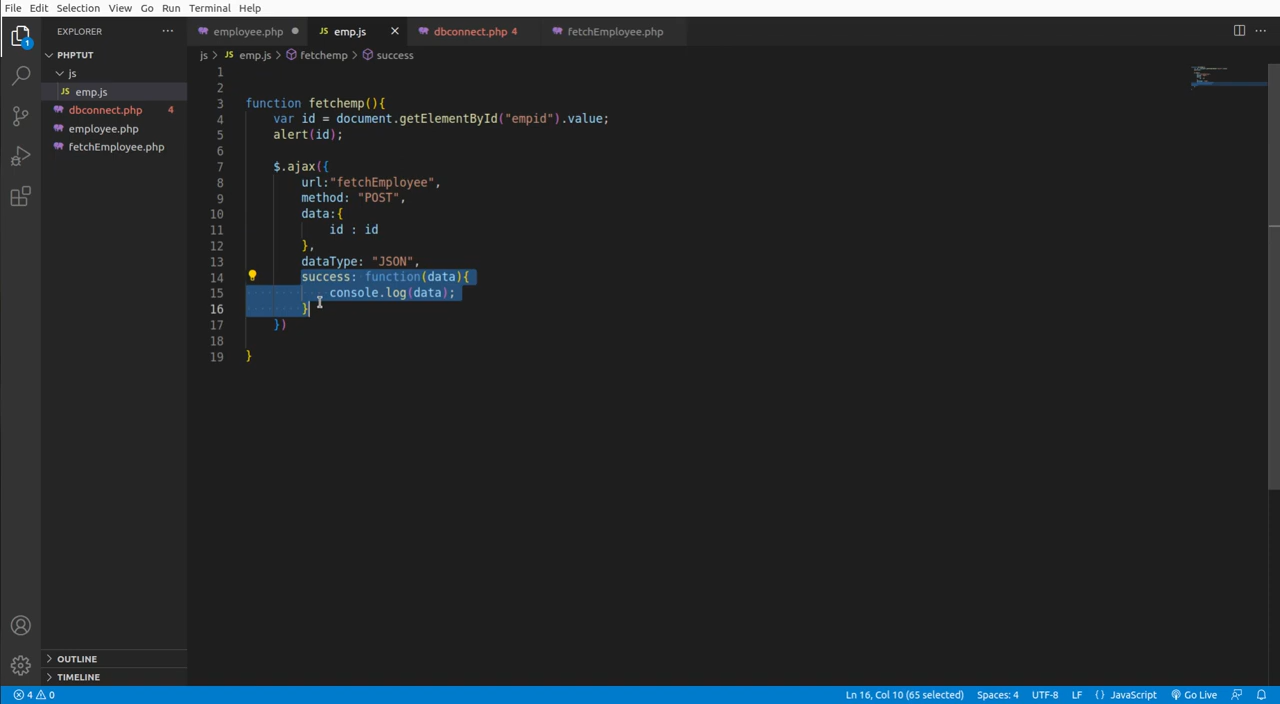 File Edit Selection View Go Run Terminal Help
EXPLORER
employee.php
JS emp.js
dbconnect.php 4
fetchEmployee.php
1
PHPTUT
js
JS emp.js
dbconnect.php 4
employee.php
fetchEmployee.php
js > JS emp.js > fetchemp > success
1
2
3 function fetchemp(){
4 var id = document.getElementById("empid").value;
5 alert(id);
6
7 $.ajax({
8 url:"fetchEmployee",
9 method: "POST",
10 data:{
11 id : id
12 },
13 dataType: "JSON",
14 success: function(data){
15 console.log(data);
16 }
17 })
18
19 }
OUTLINE
TIMELINE
4 0
Ln 16, Col 10 (65 selected) Spaces: 4 UTF-8 LF {} JavaScript Go Live